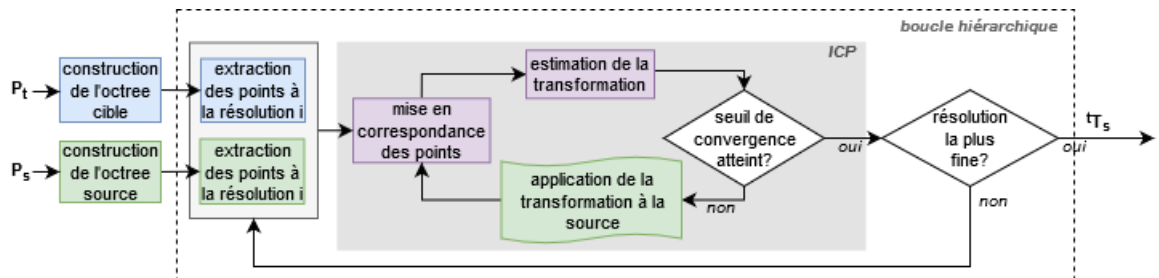 boucle hiérarchique
ICP
P_t
construction
de l'octree
cible
extraction
des points à
la résolution i
P_s
construction
de l'octree
source
extraction
des points à
la résolution i
mise en
correspondance
des points
estimation de la
transformation
seuil de
convergence
atteint?
oui
non
application de la
transformation à la
source
résolution
la plus
fine?
oui
non
ᵗT_s